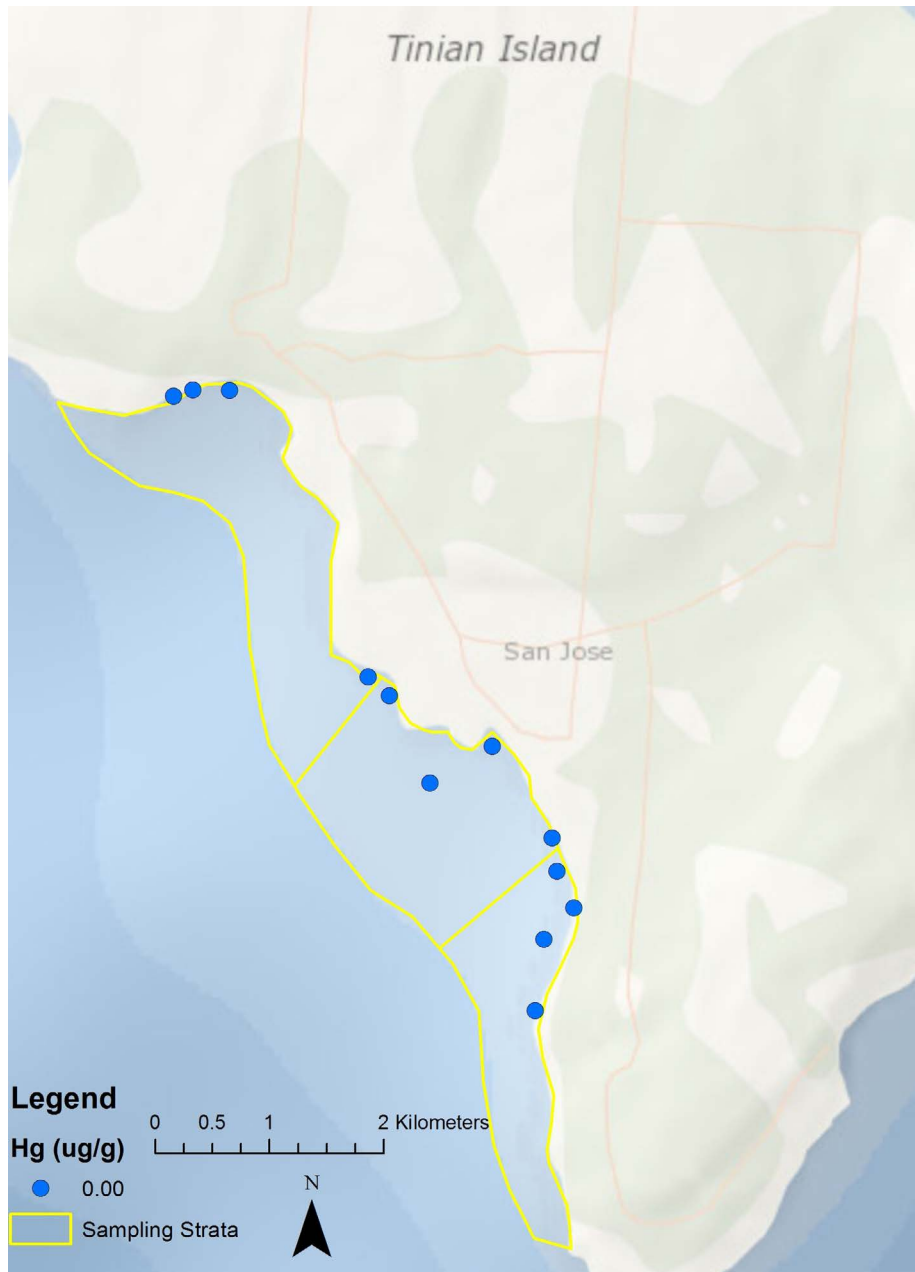 Tinian Island
San Jose
Legend
Hg (ug/g)
0.00
Sampling Strata
0 0.5 1 2 Kilometers
N